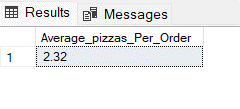 Results Messages
Average_pizzas_Per_Order
1 2.32